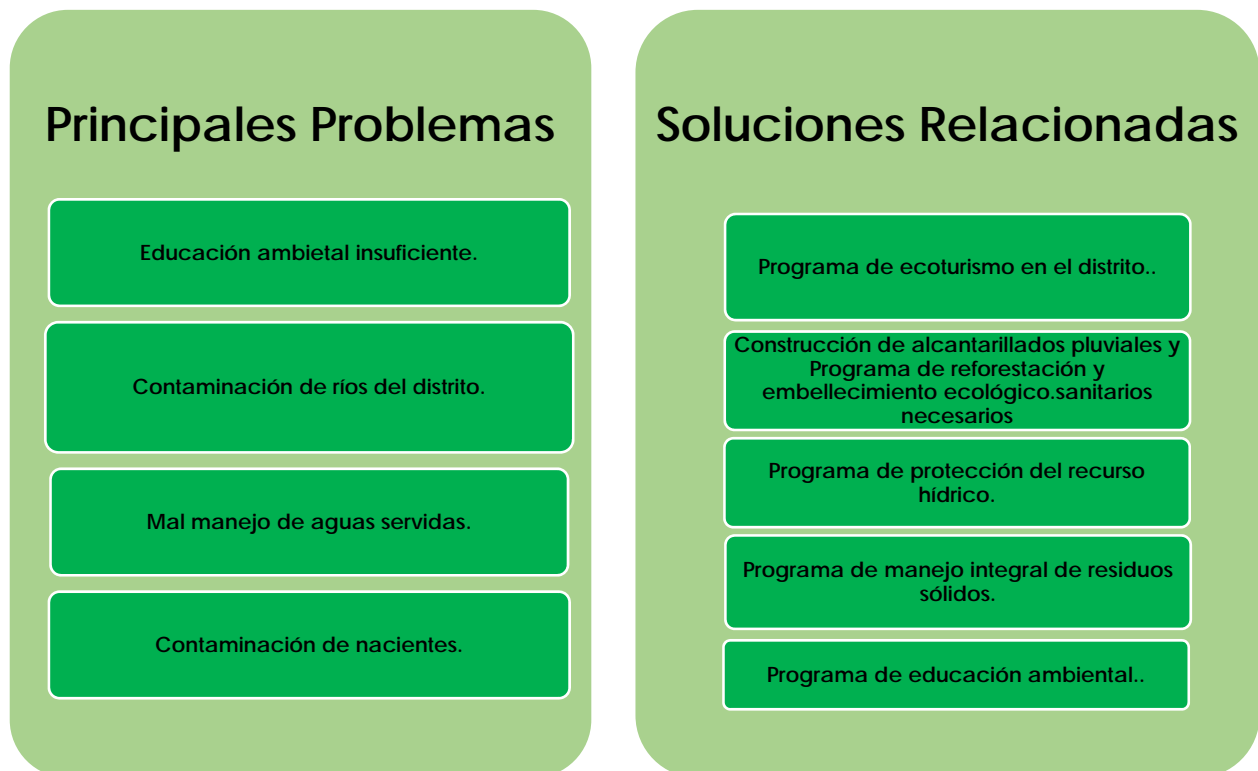 Principales Problemas
Educación ambietal insuficiente.
Contaminación de ríos del distrito.
Mal manejo de aguas servidas.
Contaminación de nacientes.
Soluciones Relacionadas
Programa de ecoturismo en el distrito..
Construcción de alcantarillados pluviales y
Programa de reforestación y
embellecimiento ecológico.sanitarios
necesarios
Programa de protección del recurso
hídrico.
Programa de manejo integral de residuos
sólidos.
Programa de educación ambiental..